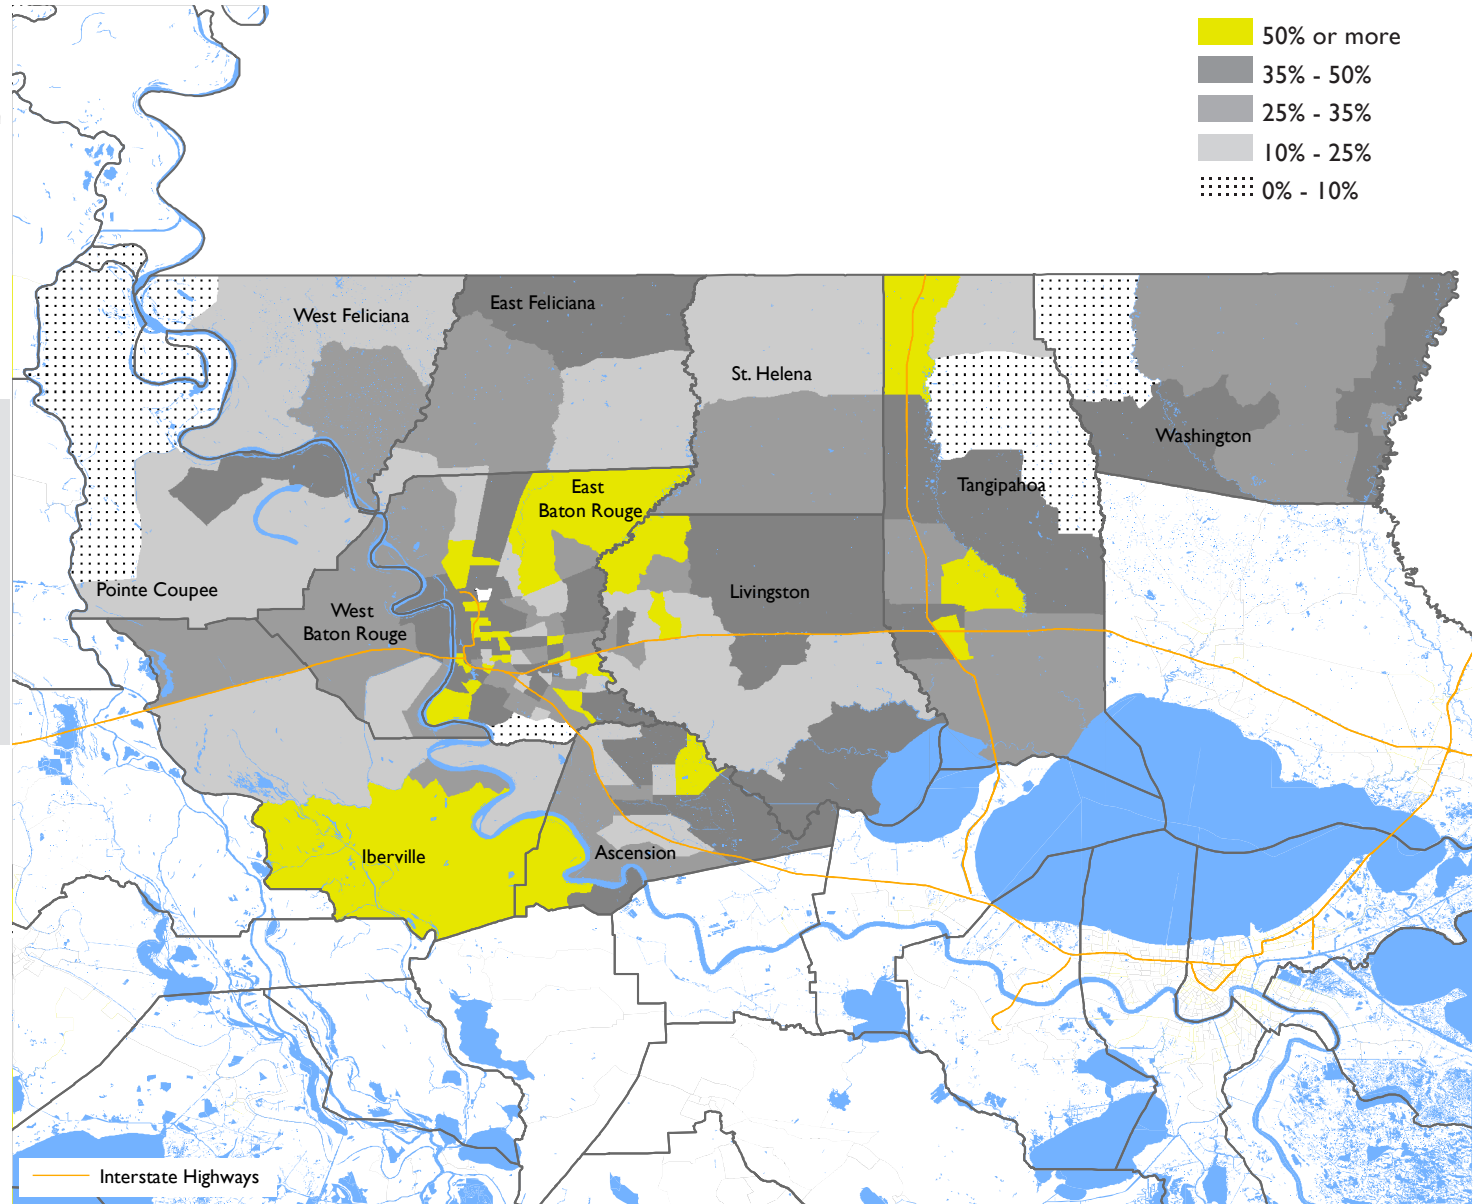 50% or more
35% - 50%
25% - 35%
10% - 25%
0% - 10%
East Feliciana
West Feliciana
St. Helena
Washington
Tangipahoa
East
Baton Rouge
Pointe Coupee
Livingston
West
Baton Rouge
Iberville
Ascension
Interstate Highways